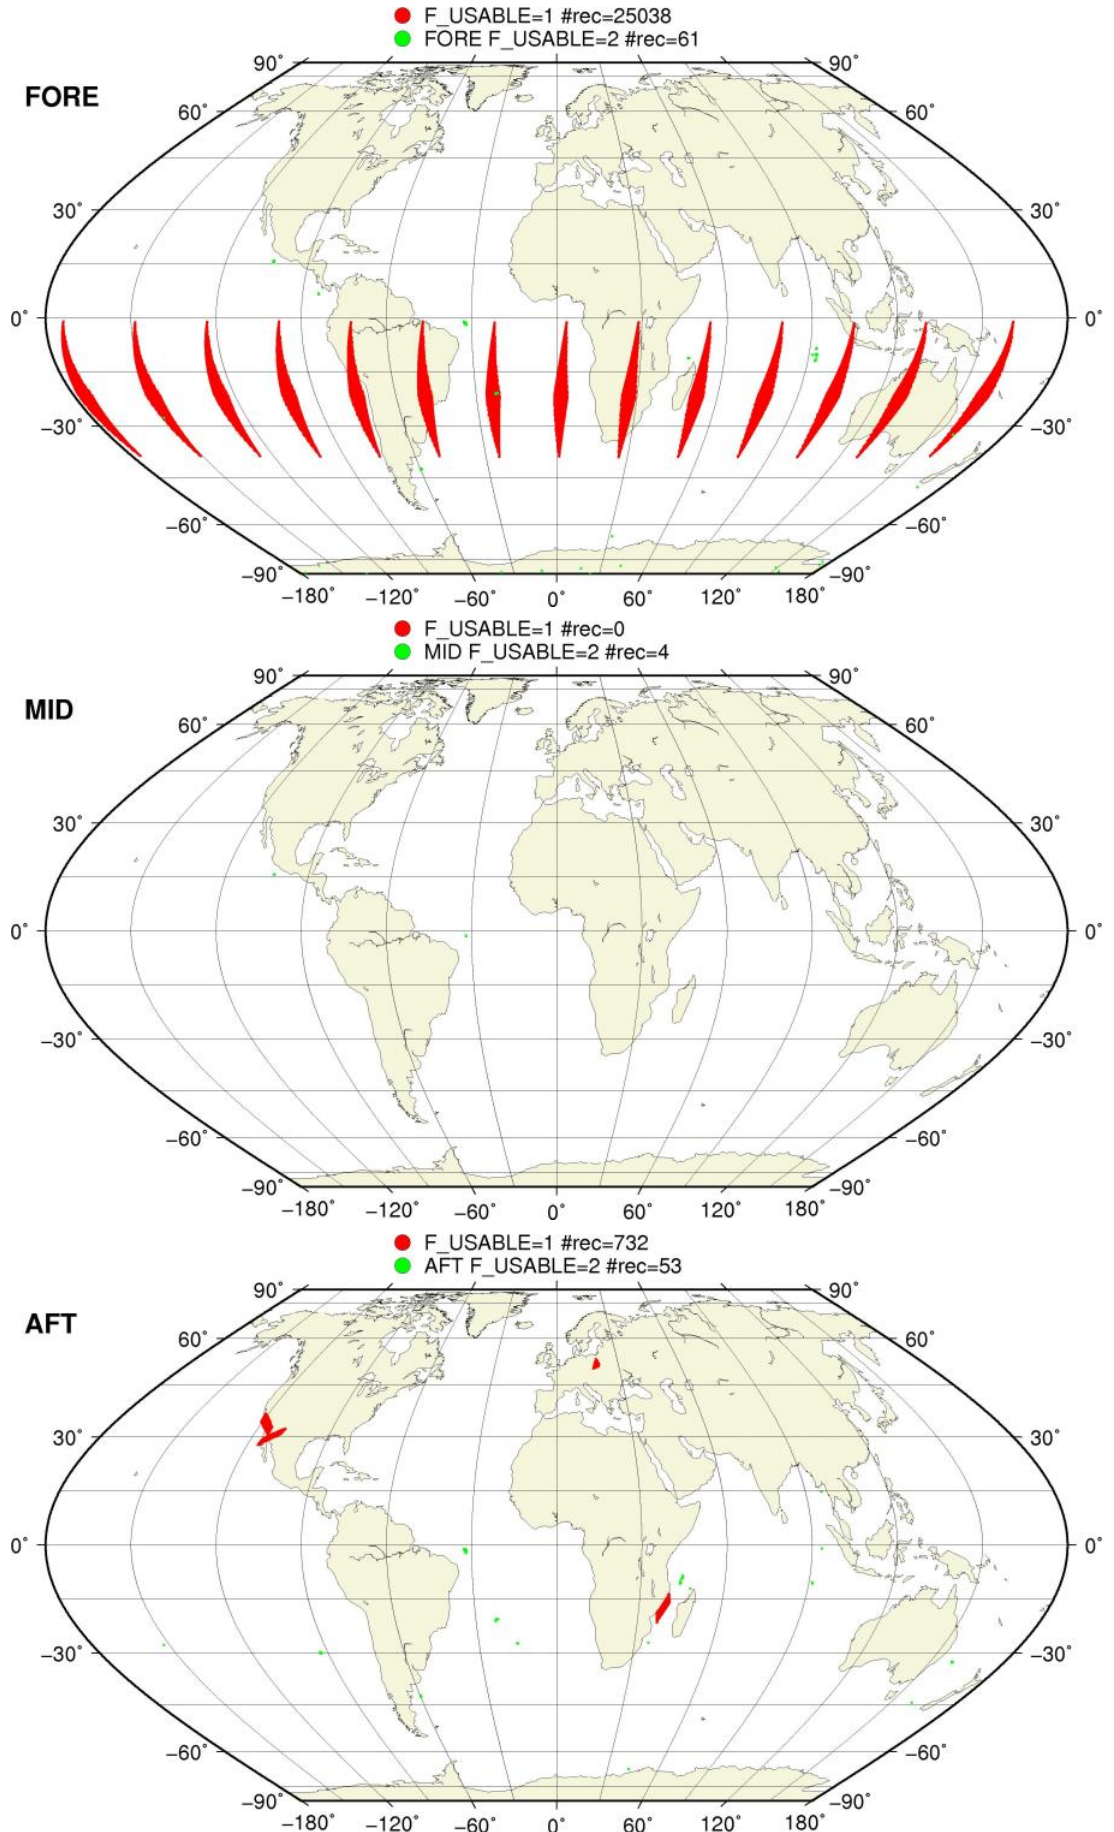 F_USABLE=1 #rec=25038
FORE F_USABLE=2 #rec=61
FORE
90° 90°
60° 60°
30° 30°
0° 0°
−30° −30°
−60° −60°
−90° −90°
−180° −120° −60° 0° 60° 120° 180°
F_USABLE=1 #rec=0
MID F_USABLE=2 #rec=4
MID
90° 90°
60° 60°
30° 30°
0° 0°
−30° −30°
−60° −60°
−90° −90°
−180° −120° −60° 0° 60° 120° 180°
F_USABLE=1 #rec=732
AFT F_USABLE=2 #rec=53
AFT
90° 90°
60° 60°
30° 30°
0° 0°
−30° −30°
−60° −60°
−90° −90°
−180° −120° −60° 0° 60° 120° 180°